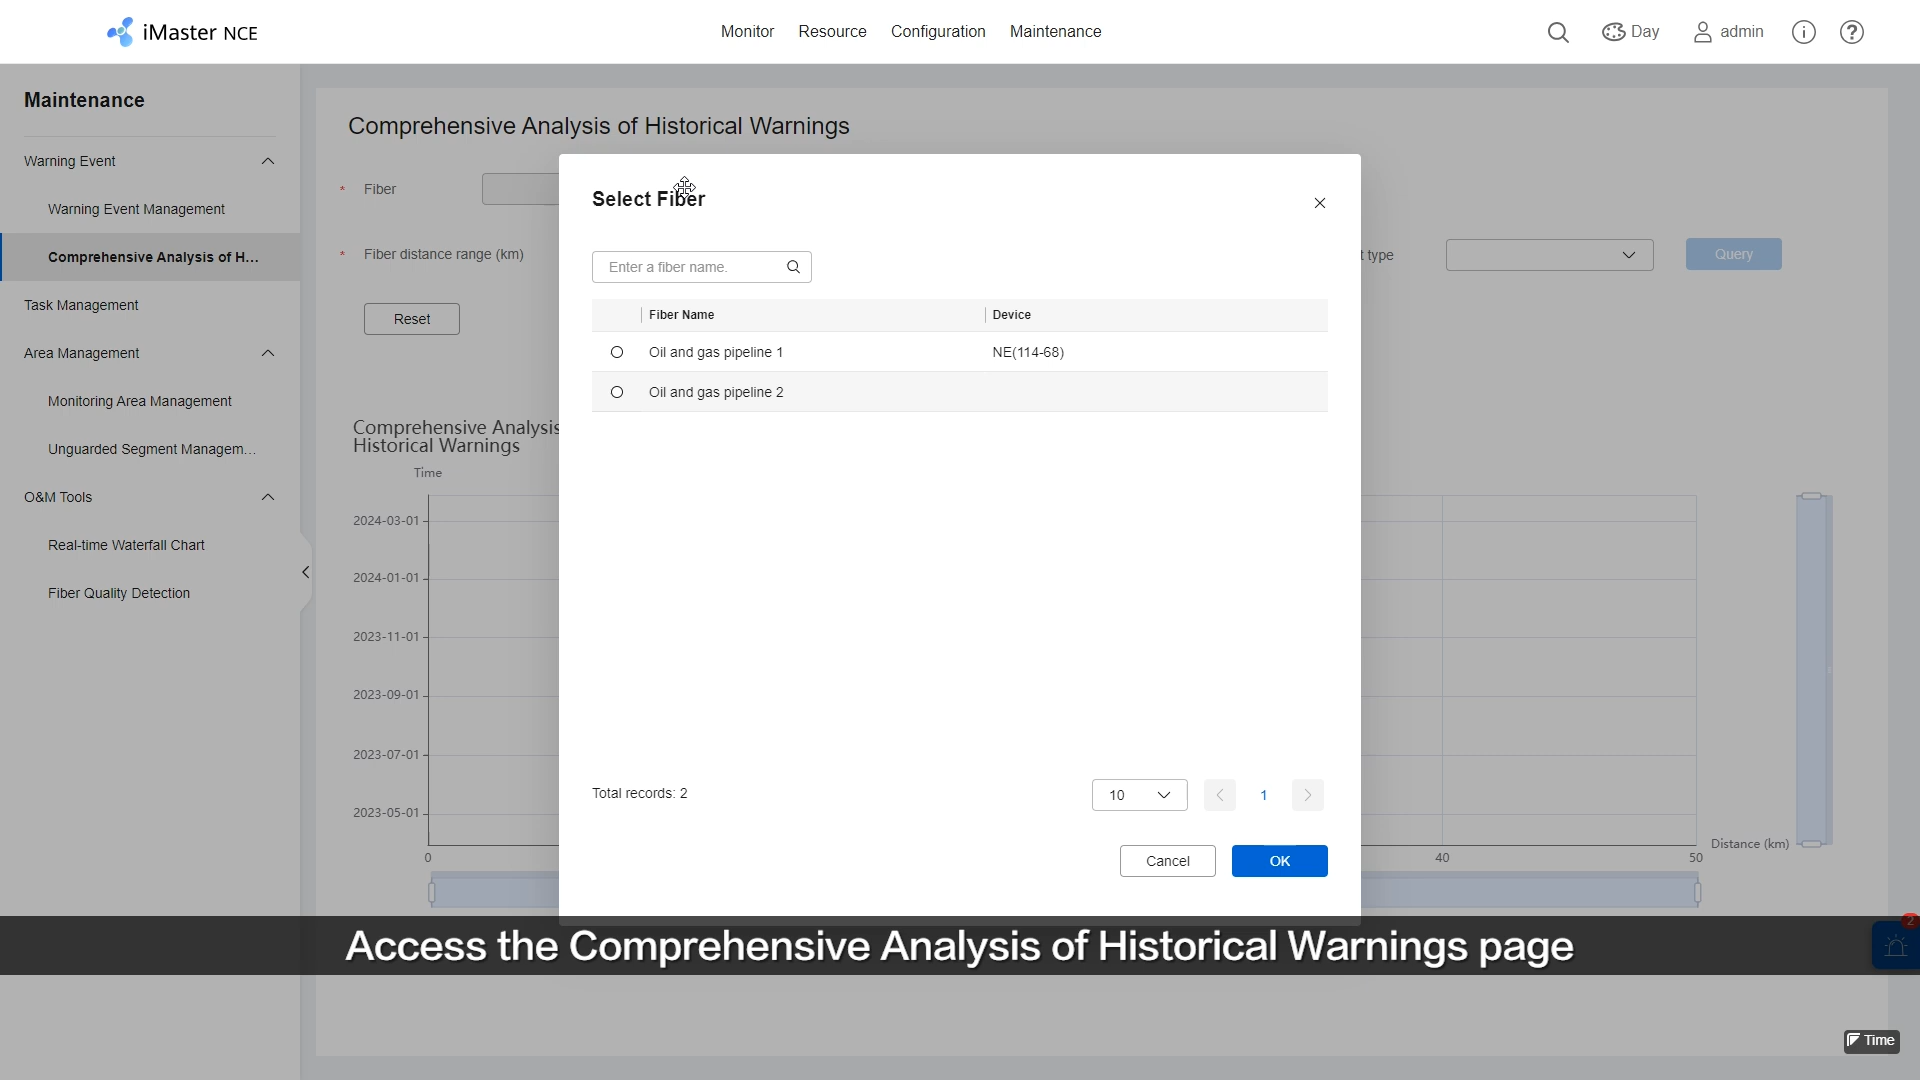 iMaster NCE
Monitor Resource Configuration Maintenance
Day admin
Maintenance
Warning Event
Warning Event Management
Comprehensive Analysis of H...
Task Management
Area Management
Monitoring Area Management
Unguarded Segment Managem...
O&M Tools
Real-time Waterfall Chart
Fiber Quality Detection
Comprehensive Analysis of Historical Warnings
* Fiber
* Fiber distance range (km)
type
Query
Reset
Comprehensive Analysis
Historical Warnings
Time
2024-03-01
2024-01-01
2023-11-01
2023-09-01
2023-07-01
2023-05-01
0 40 50
Distance (km)
Select Fiber
Enter a fiber name.
Fiber Name Device
Oil and gas pipeline 1 NE(114-68)
Oil and gas pipeline 2
Total records: 2
10 1
Cancel OK
2
Access the Comprehensive Analysis of Historical Warnings page
Time